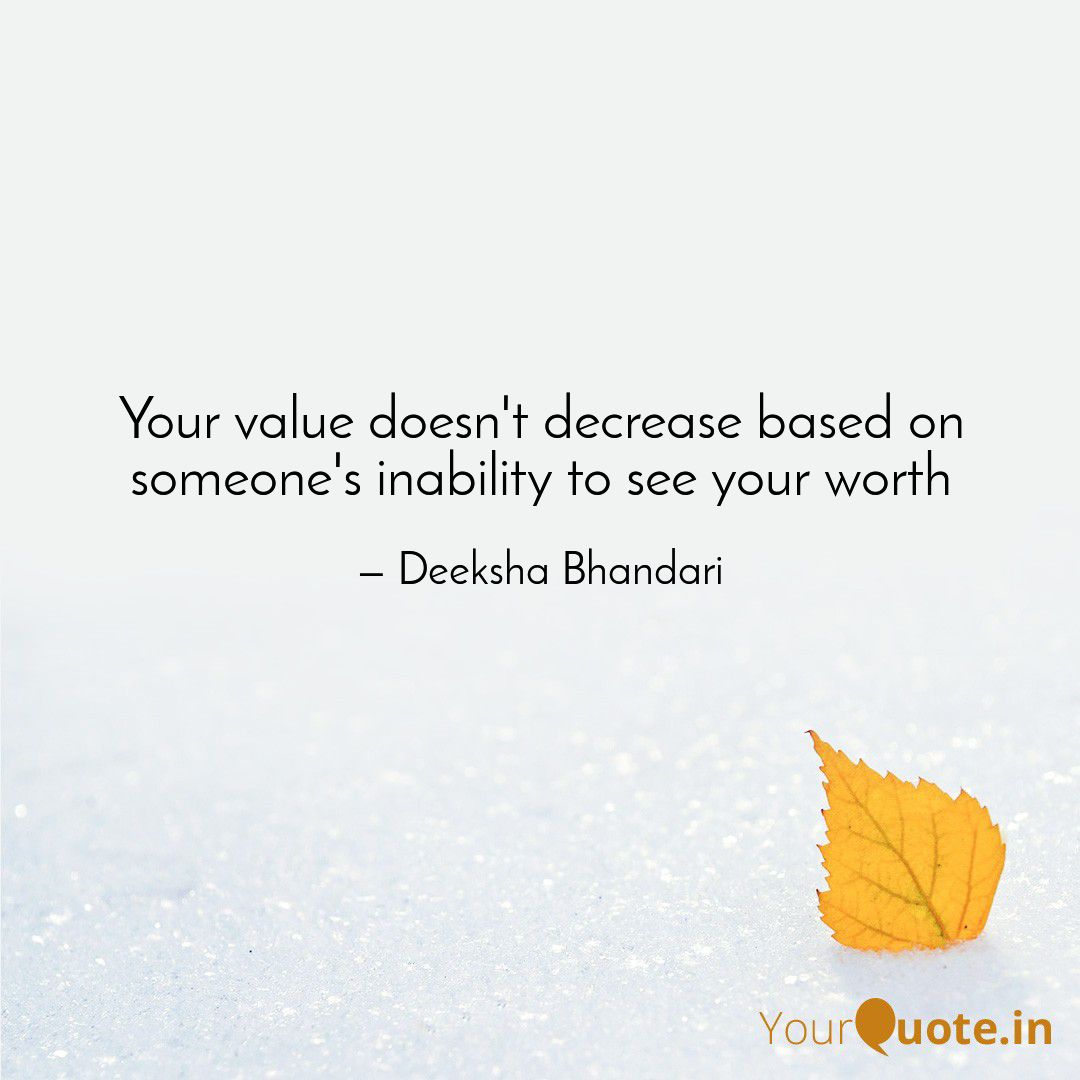 Your value doesn't decrease based on
someone's inability to see your worth
– Deeksha Bhandari
YourQuote.in